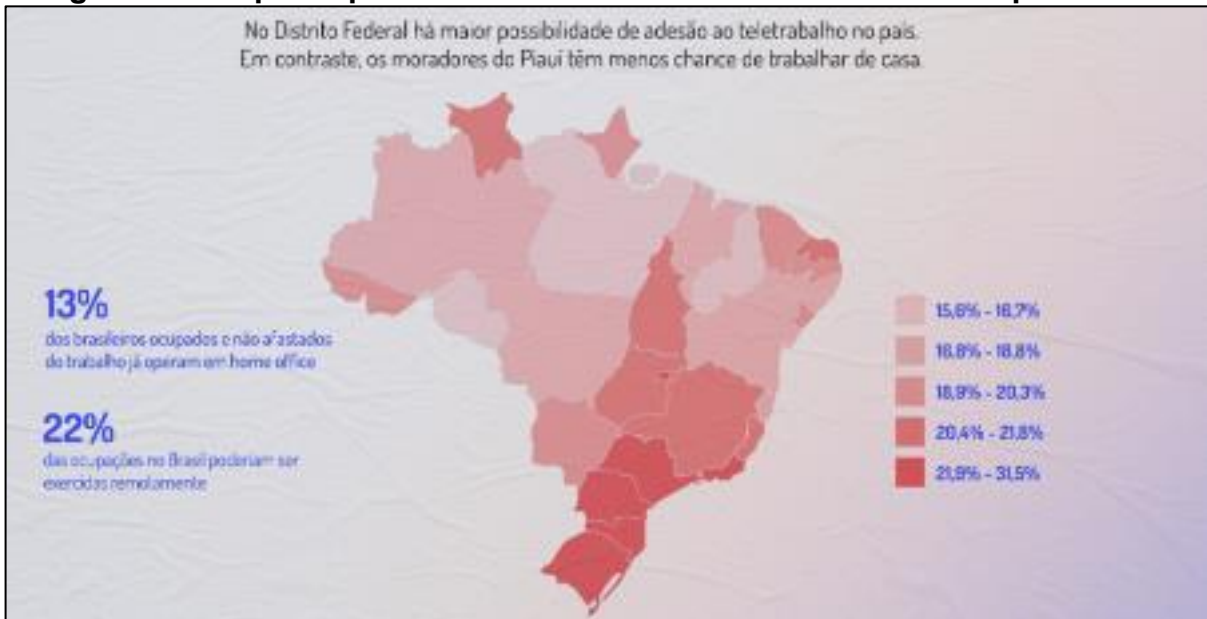 No Distrito Federal há maior possibilidade de adesão ao teletrabalho no país.
Em contraste, os moradores do Piauí têm menos chance de trabalhar de casa.
13%
dos brasileiros ocupados e não afastados
do trabalho já operam em home office
22%
das ocupações no Brasil poderiam ser
exercidas remotamente
15,6% - 16,7%
16,8% - 18,8%
18,9% - 20,3%
20,4% - 21,8%
21,9% - 31,5%